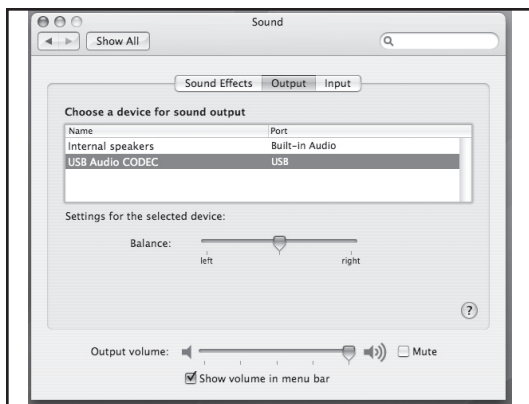 Sound
Show All
Sound Effects Output Input
Choose a device for sound output
Name Port
Internal speakers Built-in Audio
USB Audio CODEC USB
Settings for the selected device:
Balance:
left right
?
Output volume: Mute
Show volume in menu bar